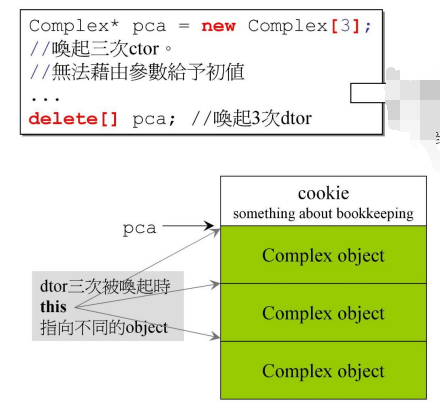 Complex* pca = new Complex[3];
//喚起三次ctor。
//無法藉由參數給予初值
...
delete[] pca; //喚起3次dtor
cookie
something about bookkeeping
pca
Complex object
dtor三次被喚起時
this
指向不同的object
Complex object
Complex object